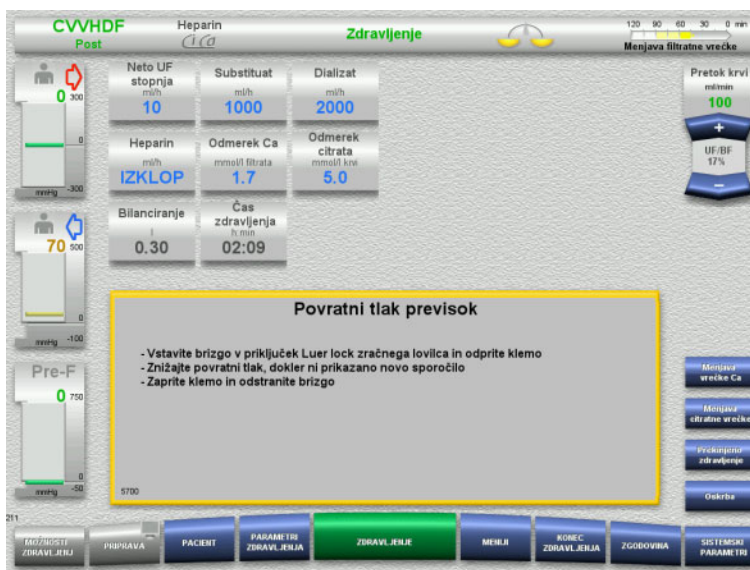 CVVHDF
Post
Heparin
Ci Ca
Zdravljenje
120 90 60 30 0 min
Menjava filtratne vrečke
0 300
0
mmHg -300
70 500
0
mmHg -100
Pre-F
0 750
0
mmHg -50
Neto UF
stopnja
ml/h
10
Substituat
ml/h
1000
Dializat
ml/h
2000
Heparin
ml/h
IZKLOP
Odmerek Ca
mmol/l filtrata
1.7
Odmerek
citrata
mmol/l krvi
5.0
Bilanciranje
l
0.30
Čas
zdravljenja
h:min
02:09
Pretok krvi
ml/min
100
+
UF/BF
17%
–
Povratni tlak previsok
- Vstavite brizgo v priključek Luer lock zračnega lovilca in odprite klemo
- Znižajte povratni tlak, dokler ni prikazano novo sporočilo
- Zaprite klemo in odstranite brizgo
5700
Menjava
vrečke Ca
Menjava
citratne vrečke
Prekinjeno
zdravljenje
Oskrba
211
MOŽNOSTI
ZDRAVLJENJ
PRIPRAVA
PACIENT
PARAMETRI
ZDRAVLJENJA
ZDRAVLJENJE
MENIJI
KONEC
ZDRAVLJENJA
ZGODOVINA
SISTEMSKI
PARAMETRI